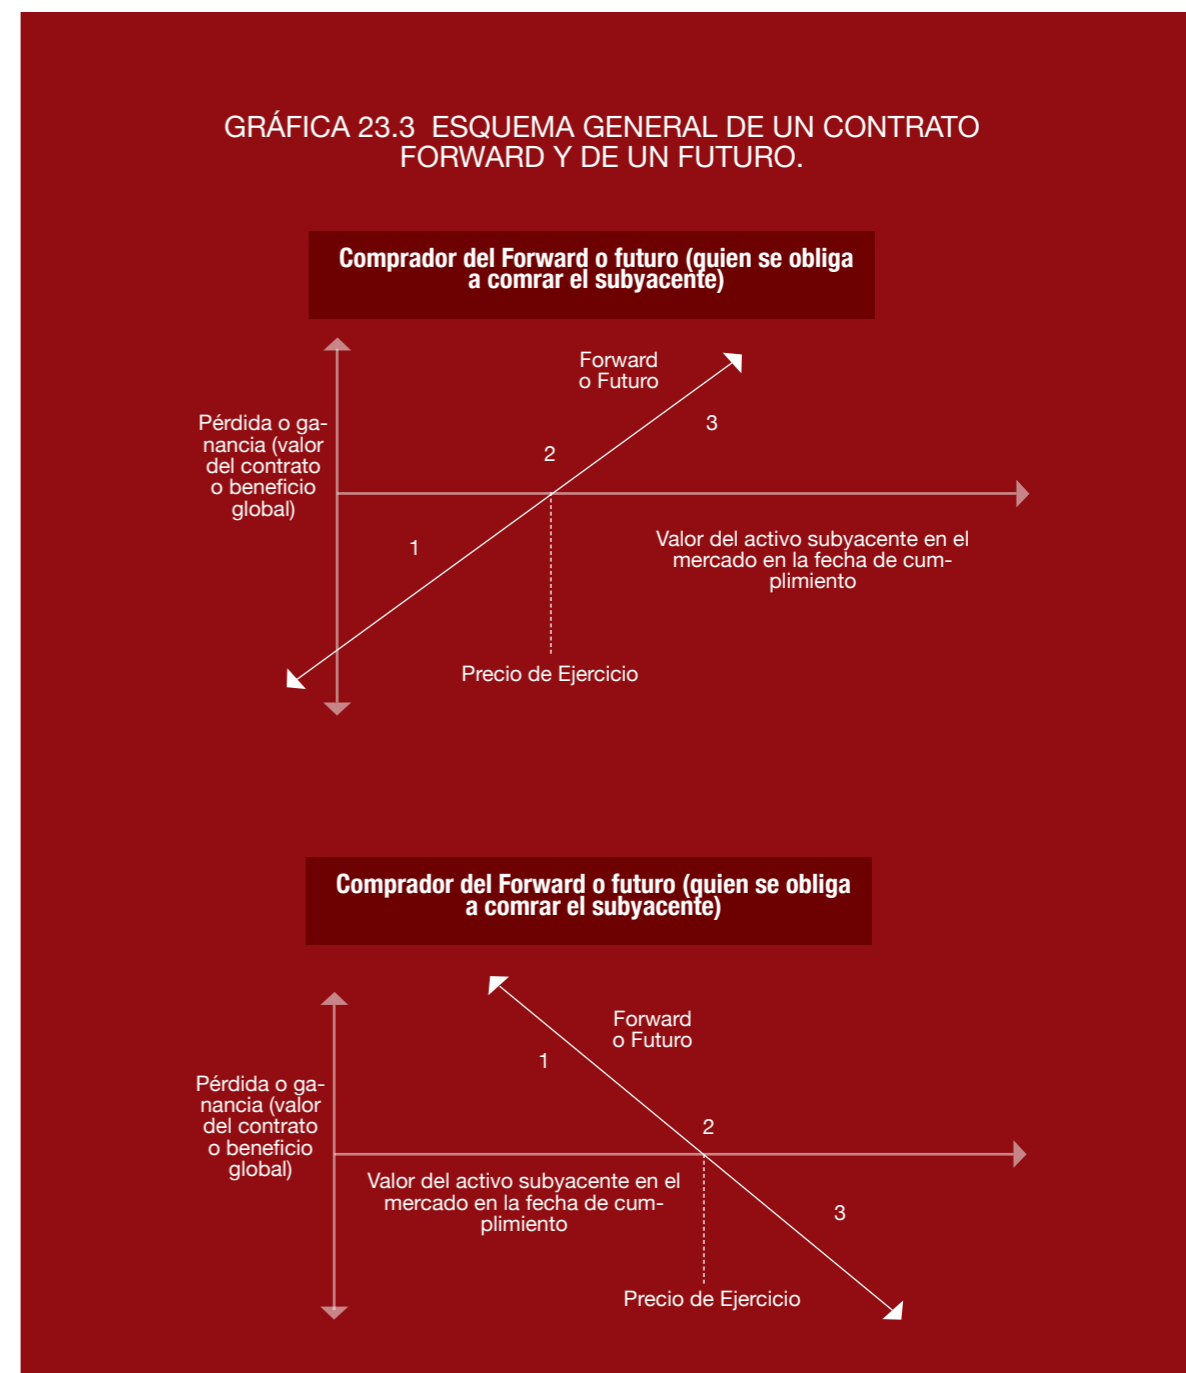 GRÁFICA 23.3 ESQUEMA GENERAL DE UN CONTRATO
FORWARD Y DE UN FUTURO.
Comprador del Forward o futuro (quien se obliga
a comrar el subyacente)
Forward
o Futuro
Pérdida o ga-
nancia (valor
del contrato
o beneficio
global)
3
2
1
Valor del activo subyacente en el
mercado en la fecha de cum-
plimiento
Precio de Ejercicio
Comprador del Forward o futuro (quien se obliga
a comrar el subyacente)
Forward
o Futuro
1
Pérdida o ga-
nancia (valor
del contrato
o beneficio
global)
2
Valor del activo subyacente en el
mercado en la fecha de cum-
plimiento
3
Precio de Ejercicio